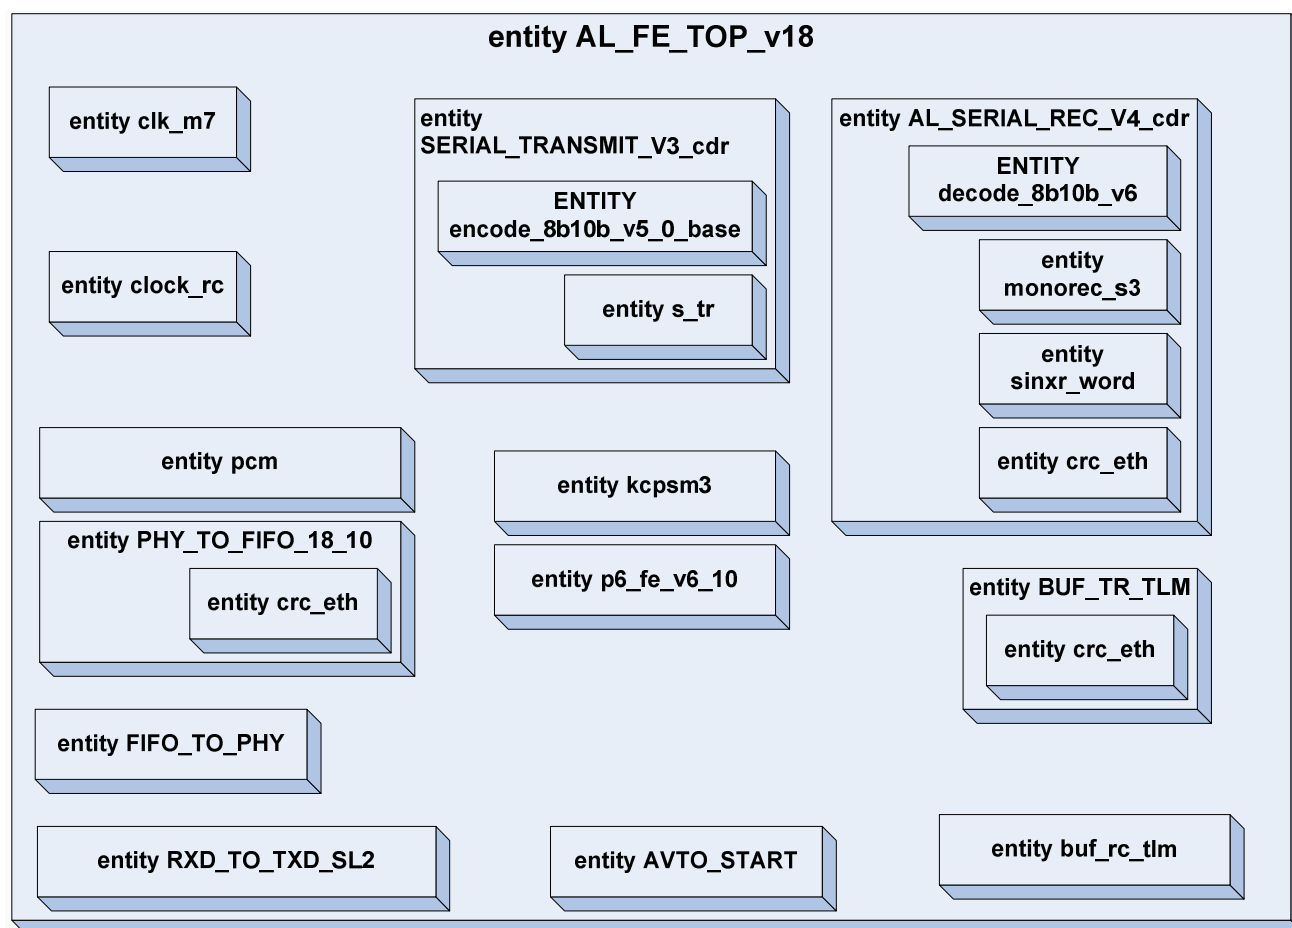 entity AL_FE_TOP_v18
entity clk_m7
entity clock_rc
entity
SERIAL_TRANSMIT_V3_cdr
ENTITY
encode_8b10b_v5_0_base
entity s_tr
entity AL_SERIAL_REC_V4_cdr
ENTITY
decode_8b10b_v6
entity
monorec_s3
entity
sinxr_word
entity crc_eth
entity pcm
entity PHY_TO_FIFO_18_10
entity crc_eth
entity kcpsm3
entity p6_fe_v6_10
entity BUF_TR_TLM
entity crc_eth
entity FIFO_TO_PHY
entity RXD_TO_TXD_SL2
entity AVTO_START
entity buf_rc_tlm